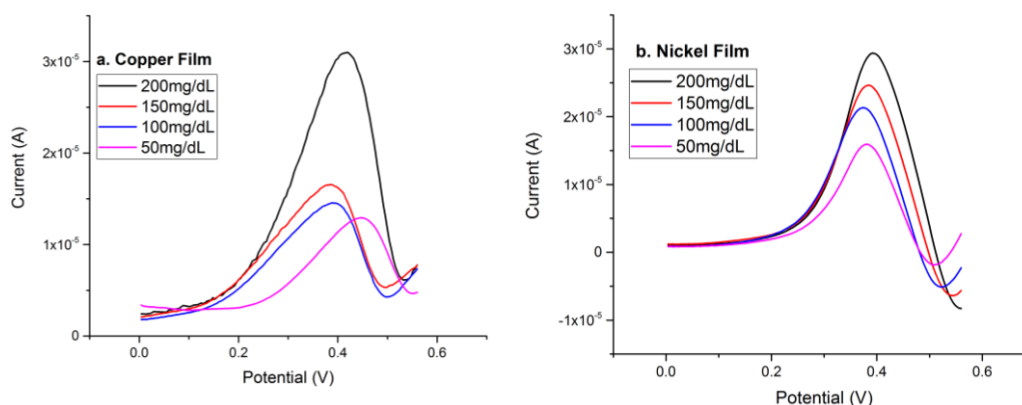 a. Copper Film
200mg/dL
150mg/dL
100mg/dL
50mg/dL
3x10⁻⁵
2x10⁻⁵
1x10⁻⁵
0
Current (A)
0.0 0.2 0.4 0.6
Potential (V)
b. Nickel Film
200mg/dL
150mg/dL
100mg/dL
50mg/dL
3x10⁻⁵
2x10⁻⁵
1x10⁻⁵
0
-1x10⁻⁵
Current (A)
0.0 0.2 0.4 0.6
Potential (V)